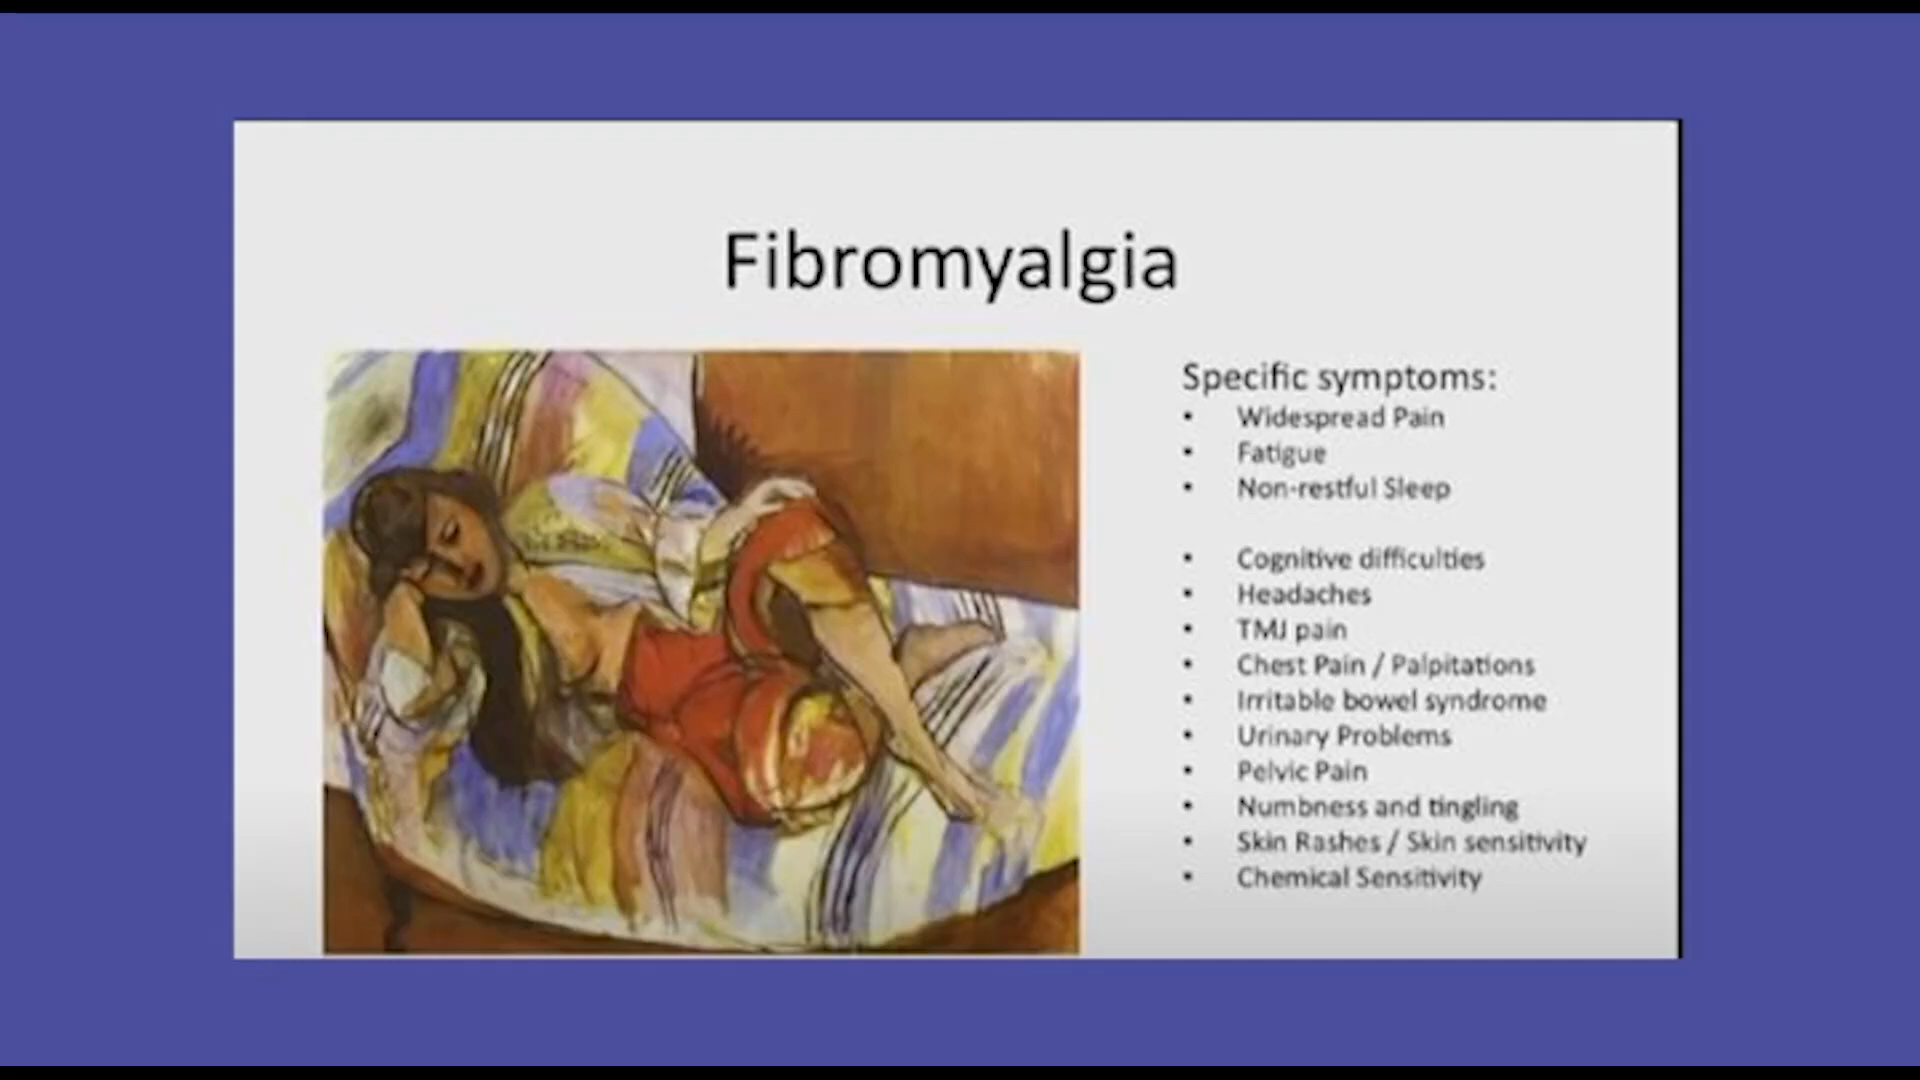 Fibromyalgia
Specific symptoms:
• Widespread Pain
• Fatigue
• Non-restful Sleep
• Cognitive difficulties
• Headaches
• TMJ pain
• Chest Pain / Palpitations
• Irritable bowel syndrome
• Urinary Problems
• Pelvic Pain
• Numbness and tingling
• Skin Rashes / Skin sensitivity
• Chemical Sensitivity